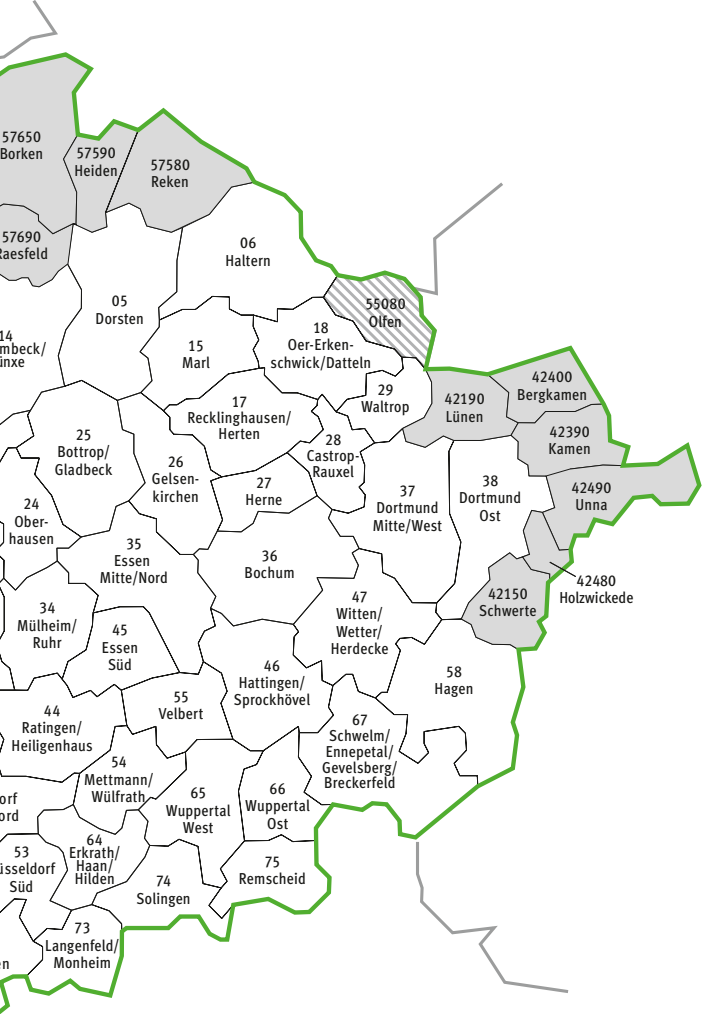 57650
Borken
57590
Heiden
57580
Reken
57690
Raesfeld
06
Haltern
05
Dorsten
55080
Olfen
14
mbeck/
ünxe
15
Marl
18
Oer-Erken-
schwick/Datteln
29
Waltrop
42190
Lünen
42400
Bergkamen
42390
Kamen
42490
Unna
17
Recklinghausen/
Herten
28
Castrop-
Rauxel
25
Bottrop/
Gladbeck
26
Gelsen-
kirchen
27
Herne
37
Dortmund
Mitte/West
38
Dortmund
Ost
24
Ober-
hausen
35
Essen
Mitte/Nord
36
Bochum
42480
Holzwickede
42150
Schwerte
34
Mülheim/
Ruhr
45
Essen
Süd
47
Witten/
Wetter/
Herdecke
46
Hattingen/
Sprockhövel
58
Hagen
44
Ratingen/
Heiligenhaus
55
Velbert
67
Schwelm/
Ennepetal/
Gevelsberg/
Breckerfeld
54
Mettmann/
Wülfrath
65
Wuppertal
West
66
Wuppertal
Ost
orf
ord
53
üsseldorf
Süd
64
Erkrath/
Haan/
Hilden
74
Solingen
75
Remscheid
73
Langenfeld/
Monheim
en